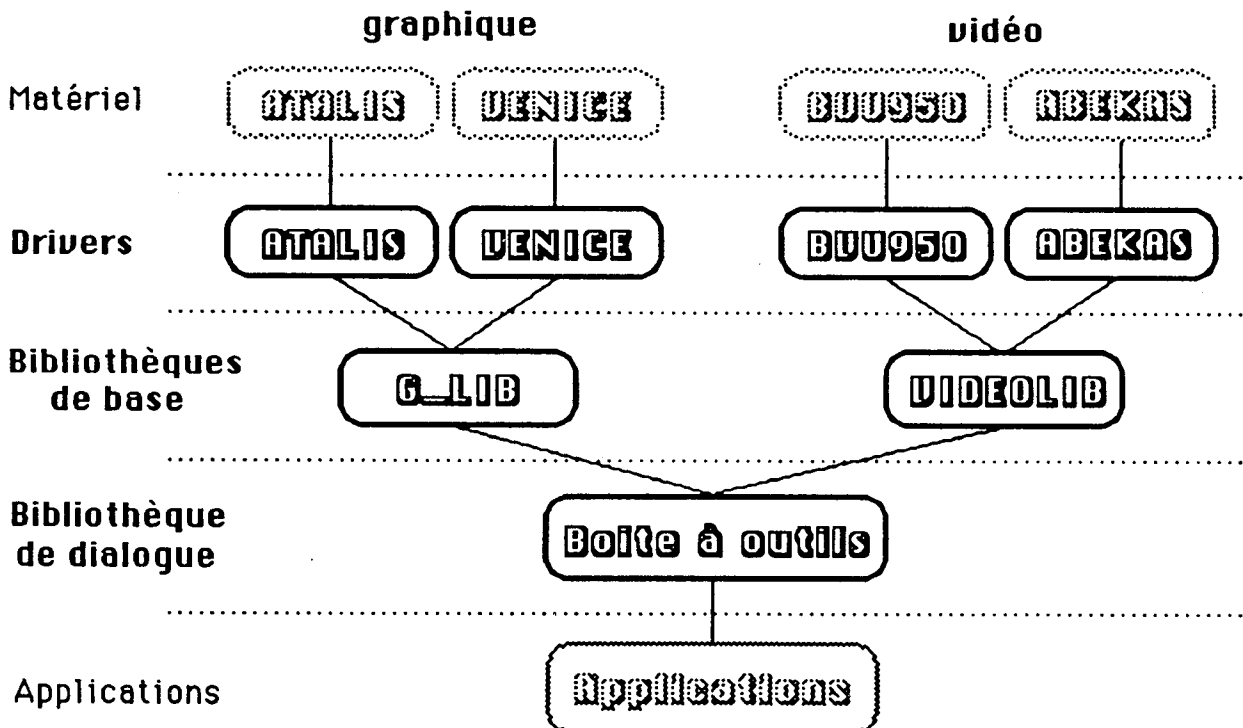 graphique vidéo
Matériel ATALIS VENICE BVU950 ABEKAS
Drivers ATALIS VENICE BVU950 ABEKAS
Bibliothèques
de base G_LIB VIDEOLIB
Bibliothèque
de dialogue Boite à outils
Applications Applications